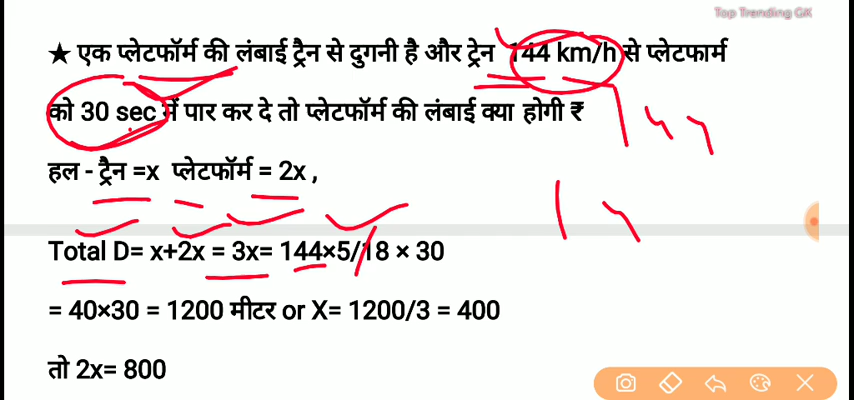 Top Trending GK
★ एक प्लेटफॉर्म की लंबाई ट्रैन से दुगनी है और ट्रेन 144 km/h से प्लेटफार्म
को 30 sec में पार कर दे तो प्लेटफॉर्म की लंबाई क्या होगी ₹
हल - ट्रैन =x प्लेटफॉर्म = 2x ,
Total D= x+2x = 3x= 144×5/18 × 30
= 40×30 = 1200 मीटर or X= 1200/3 = 400
तो 2x= 800